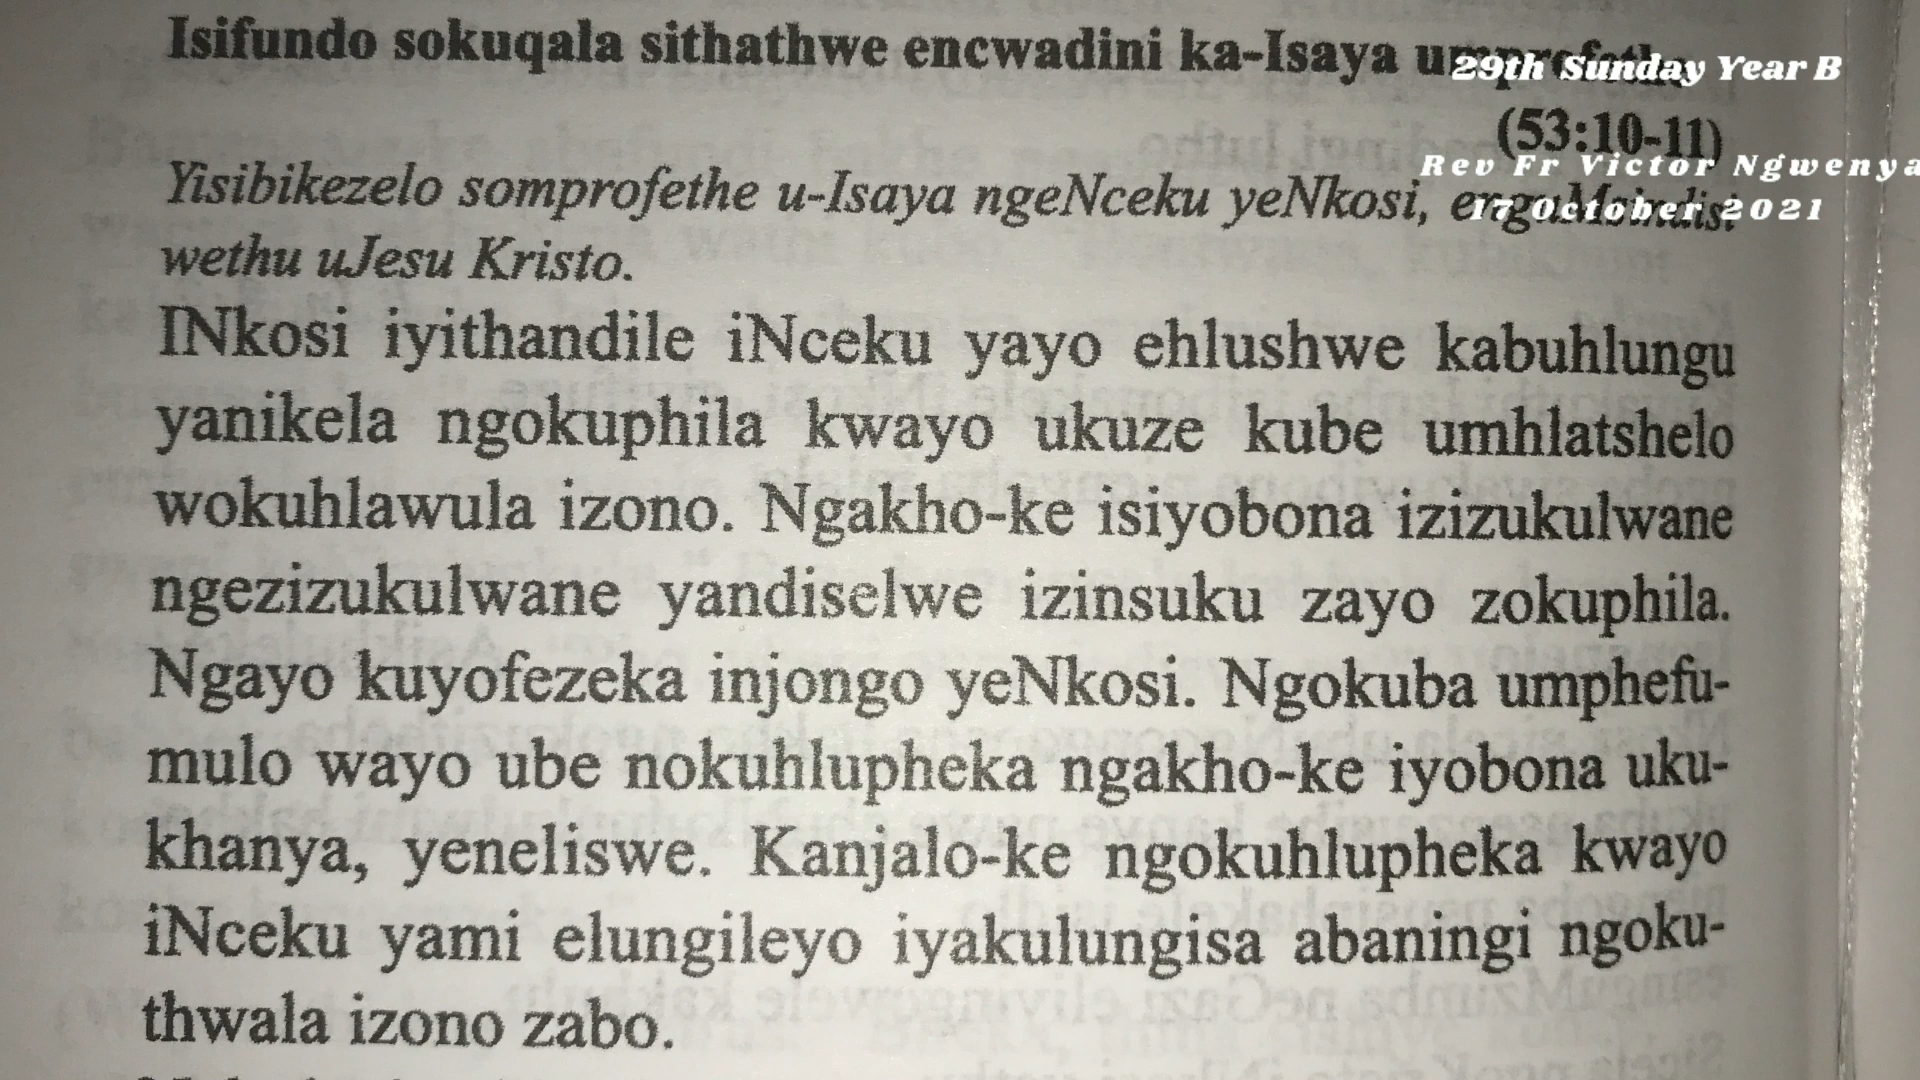 Isifundo sokuqala sithathwe encwadini ka-Isaya umprofethe
29th Sunday Year B
(53:10-11)
Rev Fr Victor Ngwenya
Yisibikezelo somprofethe u-Isaya ngeNceku yeNkosi, enguMsindisi
17 October 2021
wethu uJesu Kristo.
INkosi iyithandile iNceku yayo ehlushwe kabuhlungu
yanikela ngokuphila kwayo ukuze kube umhlatshelo
wokuhlawula izono. Ngakho-ke isiyobona izizukulwane
ngezizukulwane yandiselwe izinsuku zayo zokuphila.
Ngayo kuyofezeka injongo yeNkosi. Ngokuba umphefu-
mulo wayo ube nokuhlupheka ngakho-ke iyobona uku-
khanya, yeneliswe. Kanjalo-ke ngokuhlupheka kwayo
iNceku yami elungileyo iyakulungisa abaningi ngoku-
thwala izono zabo.